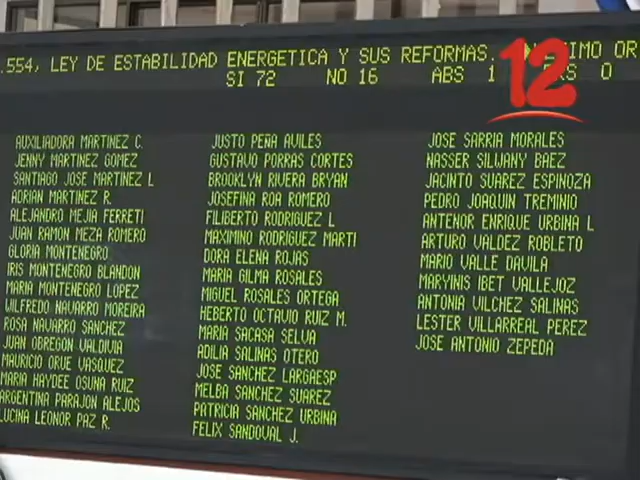 .554, LEY DE ESTABILIDAD ENERGETICA Y SUS REFORMAS. IMO OR
SI 72 NO 16 ABS 1 0
12
AUXILIADORA MARTINEZ C.
JENNY MARTINEZ GOMEZ
SANTIAGO JOSE MARTINEZ L
ADRIAN MARTINEZ R.
ALEJANDRO MEJIA FERRETI
JUAN RAMON MEZA ROMERO
GLORIA MONTENEGRO
IRIS MONTENEGRO BLANDON
MARIA MONTENEGRO LOPEZ
WILFREDO NAVARRO MOREIRA
ROSA NAVARRO SANCHEZ
JUAN OBREGON VALDIVIA
MAURICIO ORUE VASQUEZ
MARIA HAYDEE OSUNA RUIZ
ARGENTINA PARAJON ALEJOS
LUCINA LEONOR PAZ R.
JUSTO PEÑA AVILES
GUSTAVO PORRAS CORTES
BROOKLYN RIVERA BRYAN
JOSEFINA ROA ROMERO
FILIBERTO RODRIGUEZ L
MAXIMINO RODRIGUEZ MARTI
DORA ELENA ROJAS
MARIA GILMA ROSALES
MIGUEL ROSALES ORTEGA
HEBERTO OCTAVIO RUIZ M.
MARIA SACASA SELVA
ADILIA SALINAS OTERO
JOSE SANCHEZ LARGAESP
MELBA SANCHEZ SUAREZ
PATRICIA SANCHEZ URBINA
FELIX SANDOVAL J.
JOSE SARRIA MORALES
NASSER SILWANY BAEZ
JACINTO SUAREZ ESPINOZA
PEDRO JOAQUIN TREMINIO
ANTENOR ENRIQUE URBINA L
ARTURO VALDEZ ROBLETO
MARIO VALLE DAVILA
MARYINIS IBET VALLEJOZ
ANTONIA VILCHEZ SALINAS
LESTER VILLARREAL PEREZ
JOSE ANTONIO ZEPEDA